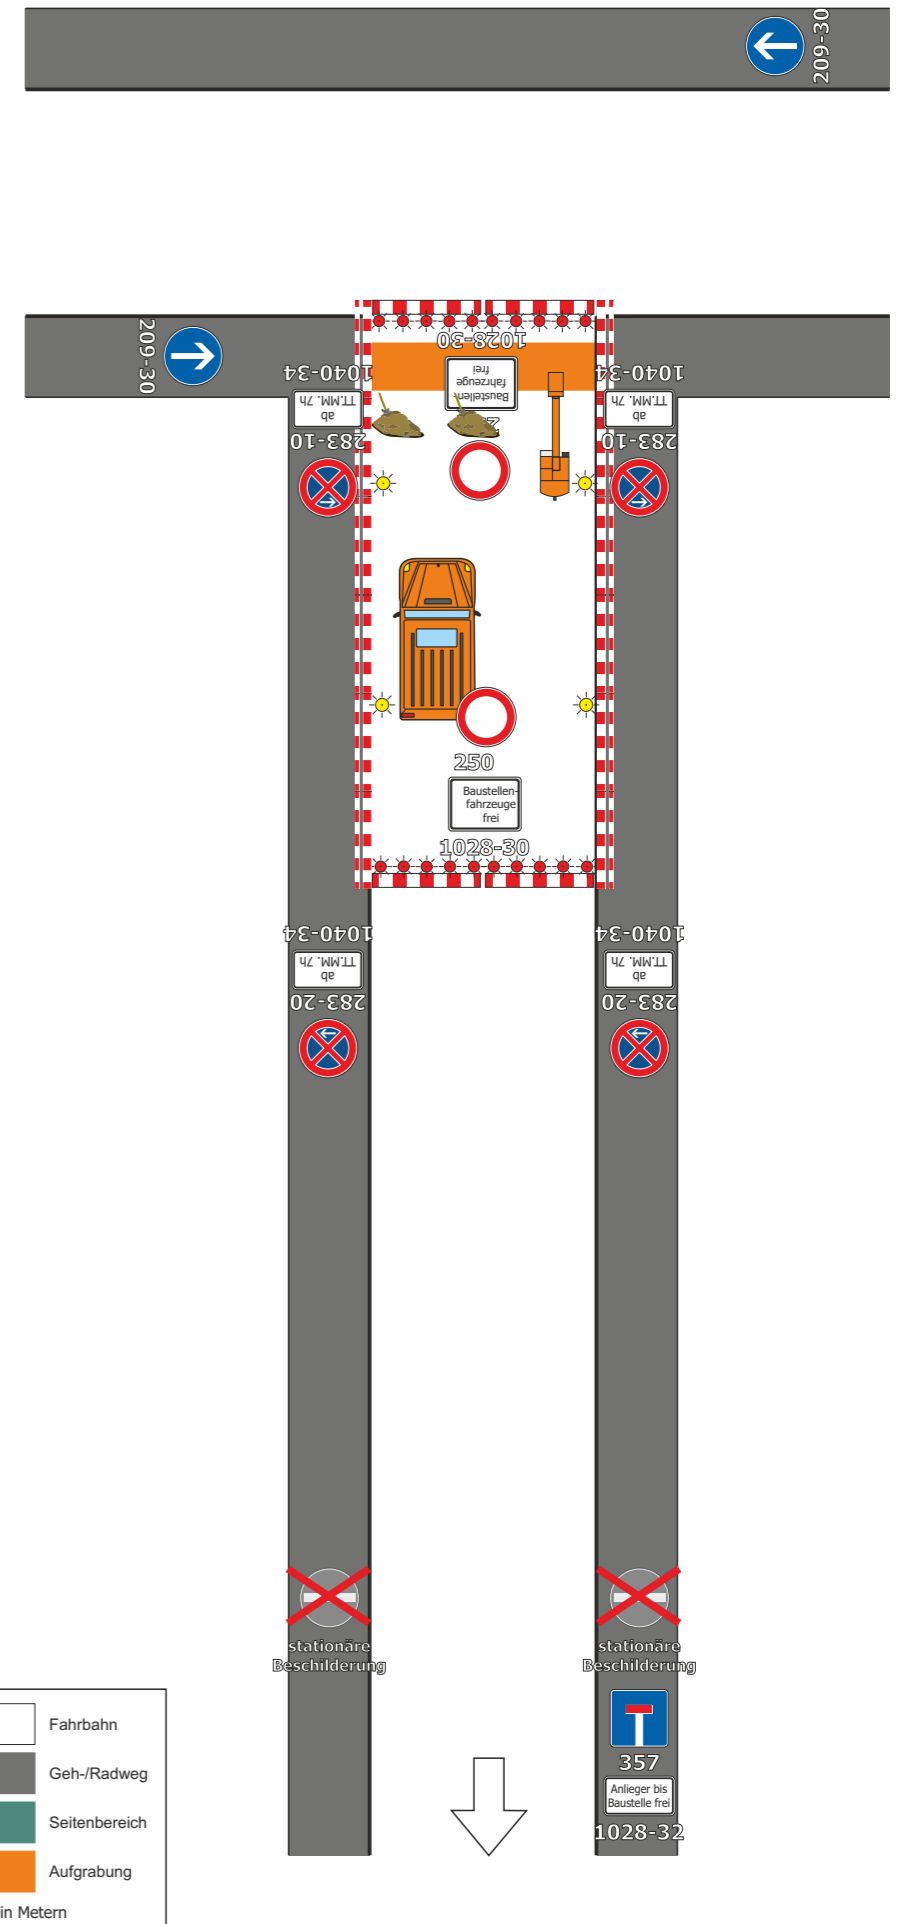 209-30
209-30
1028-30
Baustellen-
fahrzeuge
frei
1040-34
ab
TT.MM. 7h
283-10
1040-34
ab
TT.MM. 7h
283-10
250
Baustellen-
fahrzeuge
frei
1028-30
1040-34
ab
TT.MM. 7h
283-20
1040-34
ab
TT.MM. 7h
283-20
stationäre
Beschilderung
stationäre
Beschilderung
357
Anlieger bis
Baustelle frei
1028-32
Fahrbahn
Geh-/Radweg
Seitenbereich
Aufgrabung
in Metern